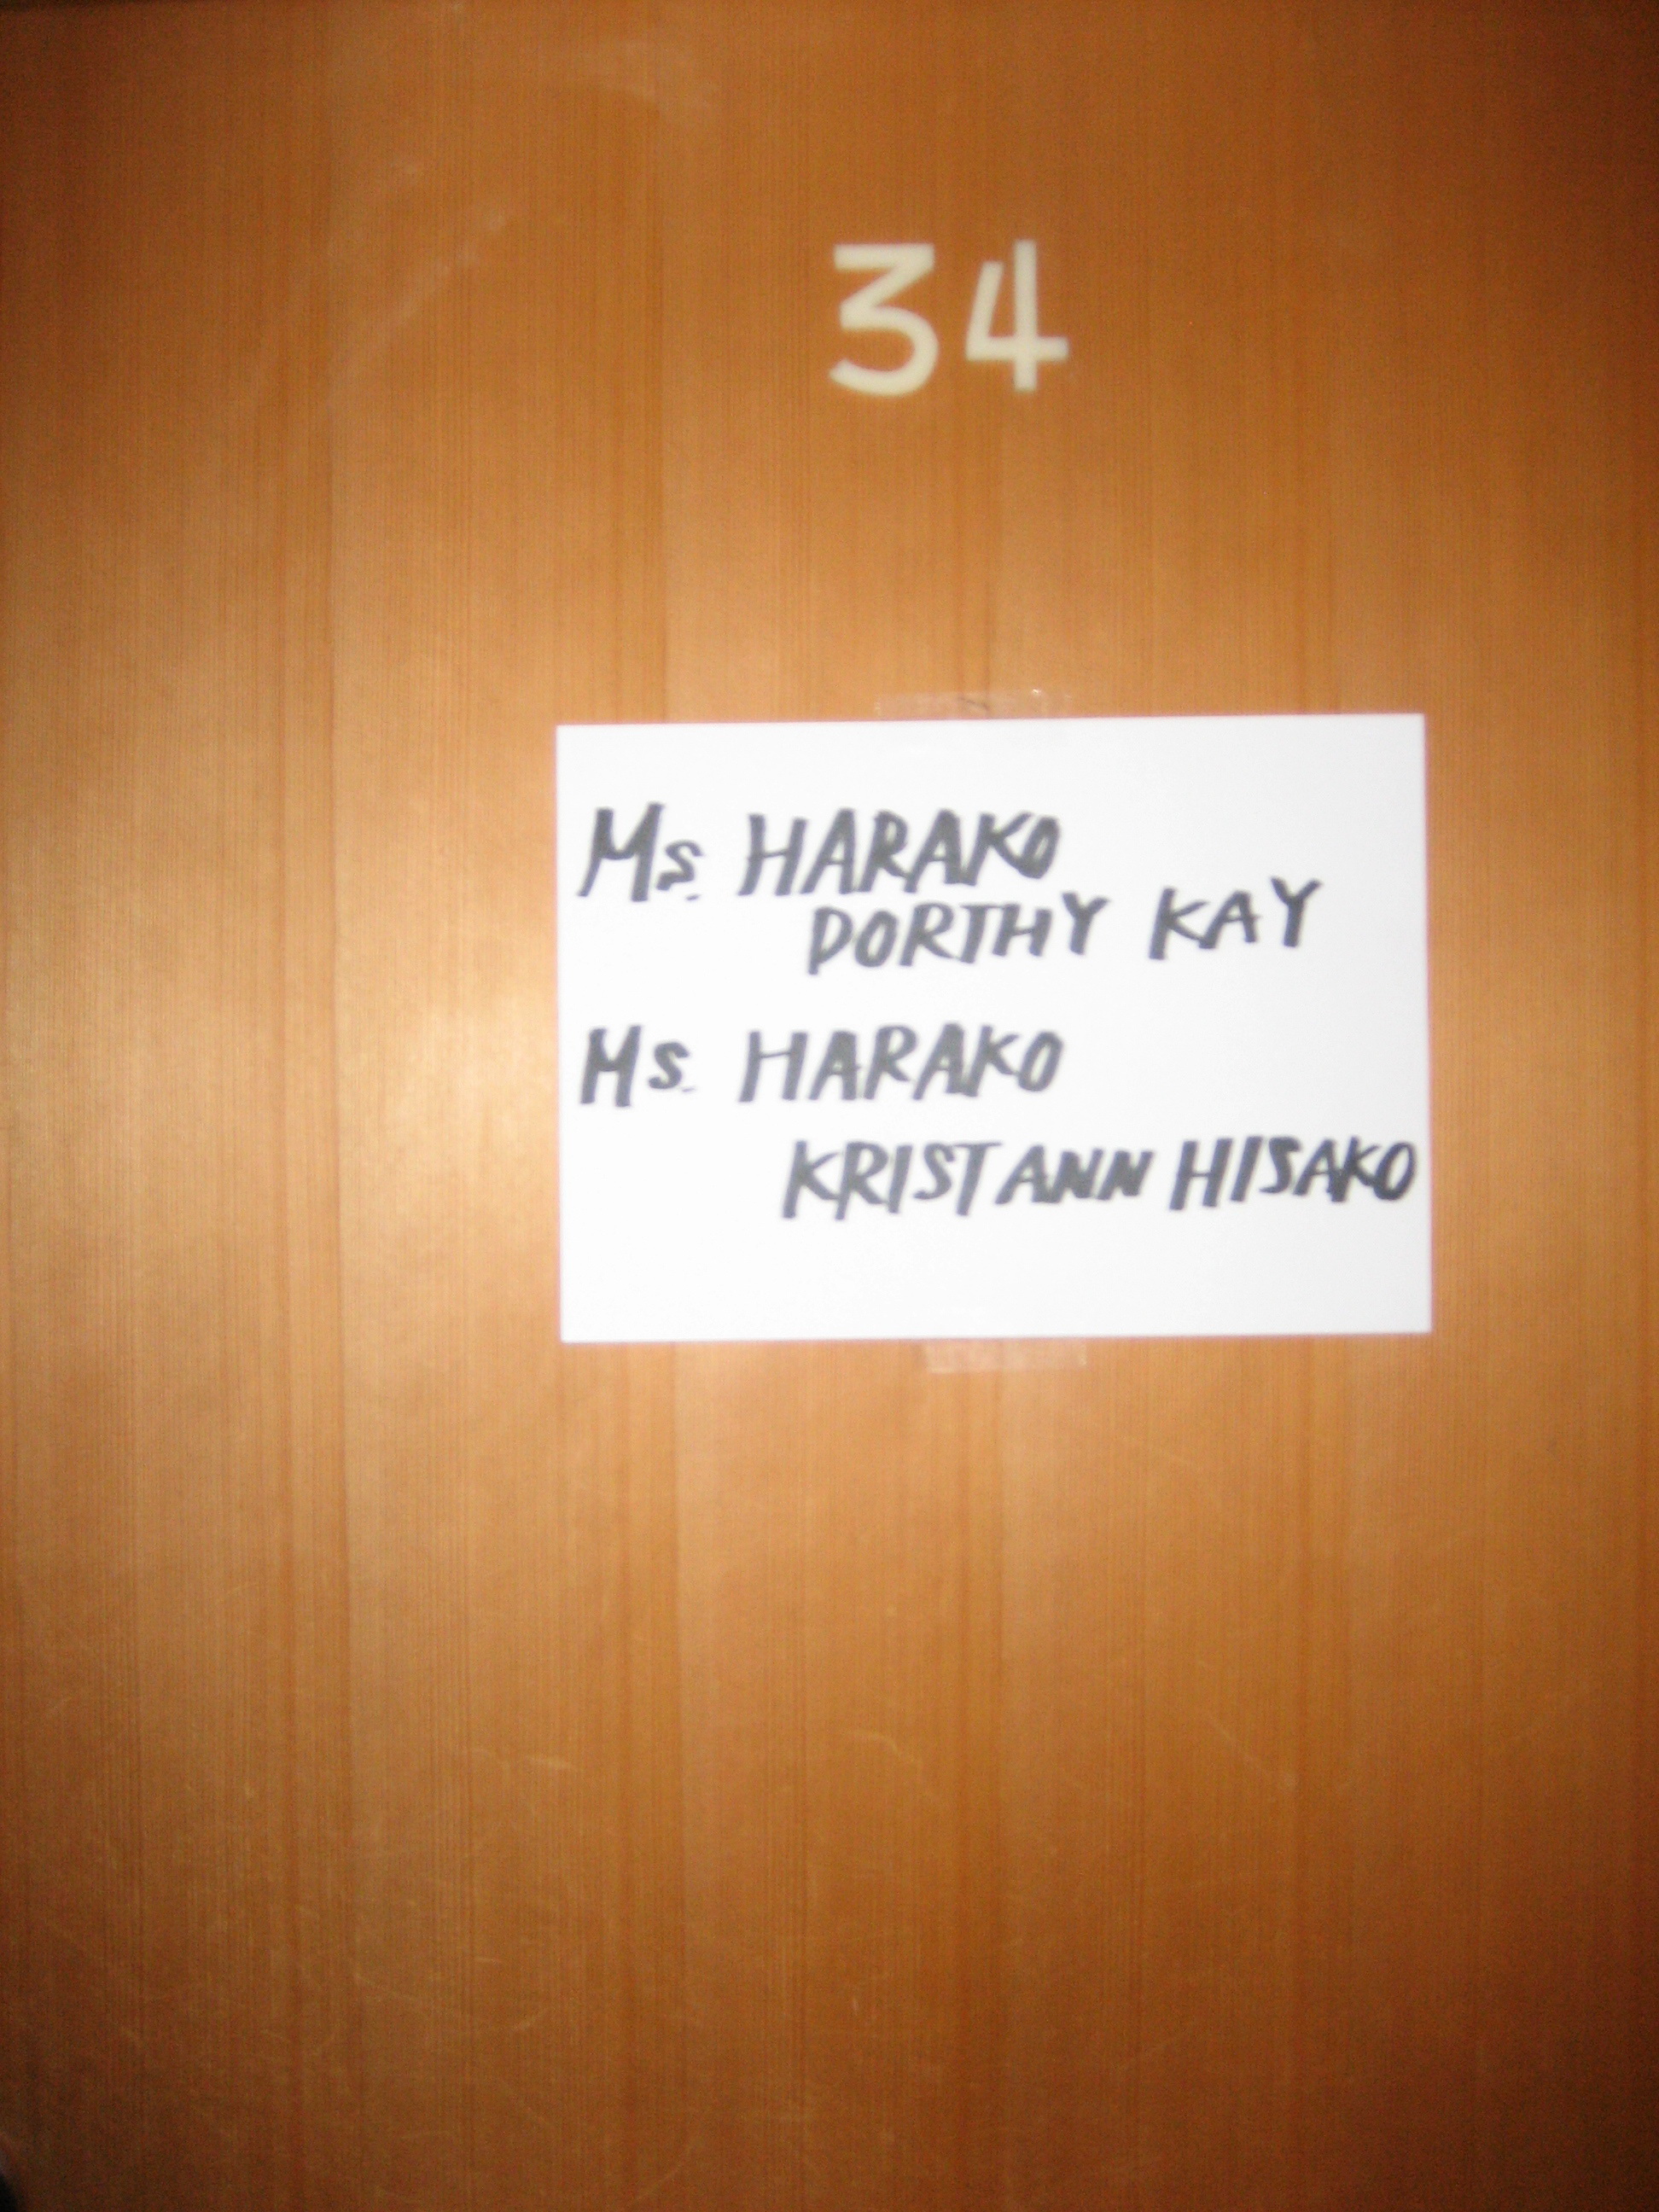 34
Ms. HARAKO
DORTHY KAY
Ms. HARAKO
KRISTANN HISAKO